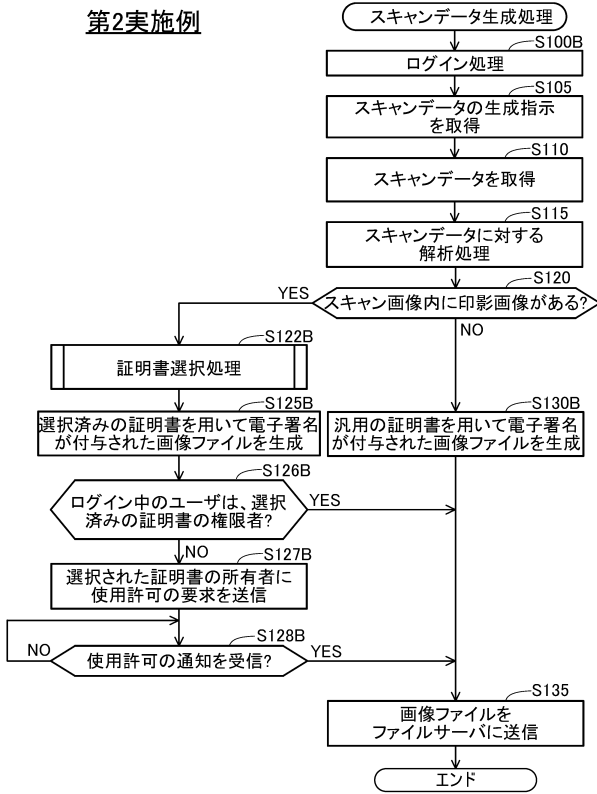 第2実施例
スキャンデータ生成処理
S100B
ログイン処理
S105
スキャンデータの生成指示
を取得
S110
スキャンデータを取得
S115
スキャンデータに対する
解析処理
S120
スキャン画像内に印影画像がある?
YES
NO
S122B
証明書選択処理
S125B
選択済みの証明書を用いて電子署名
が付与された画像ファイルを生成
S130B
汎用の証明書を用いて電子署名
が付与された画像ファイルを生成
S126B
ログイン中のユーザは、選択
済みの証明書の権限者?
YES
NO
S127B
選択された証明書の所有者に
使用許可の要求を送信
S128B
使用許可の通知を受信?
NO
YES
S135
画像ファイルを
ファイルサーバに送信
エンド